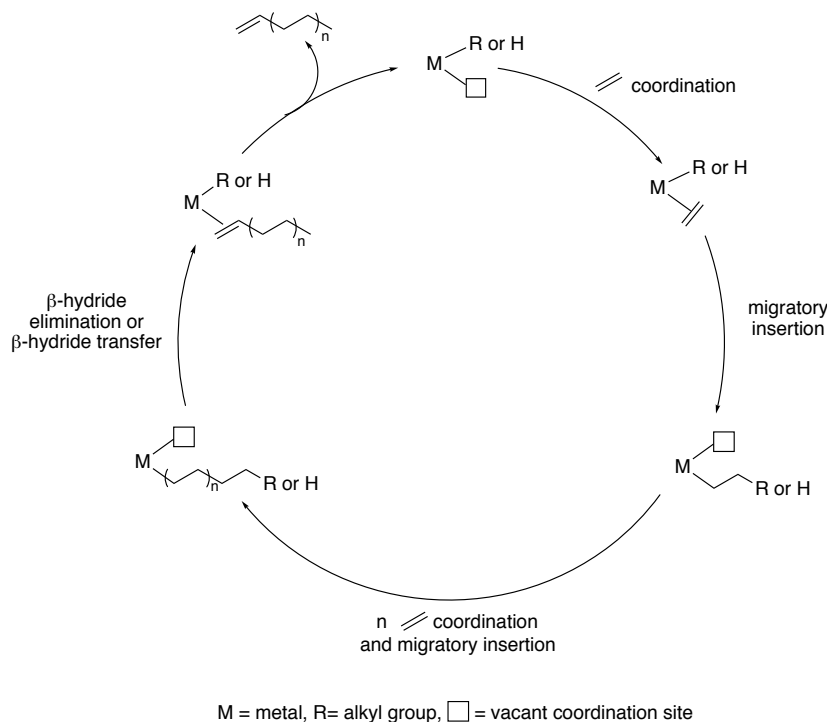 n
R or H
M
coordination
R or H
M
R or H
M
n
β-hydride
elimination or
β-hydride transfer
migratory
insertion
M
n
R or H
M
R or H
n coordination
and migratory insertion
M = metal, R= alkyl group, = vacant coordination site